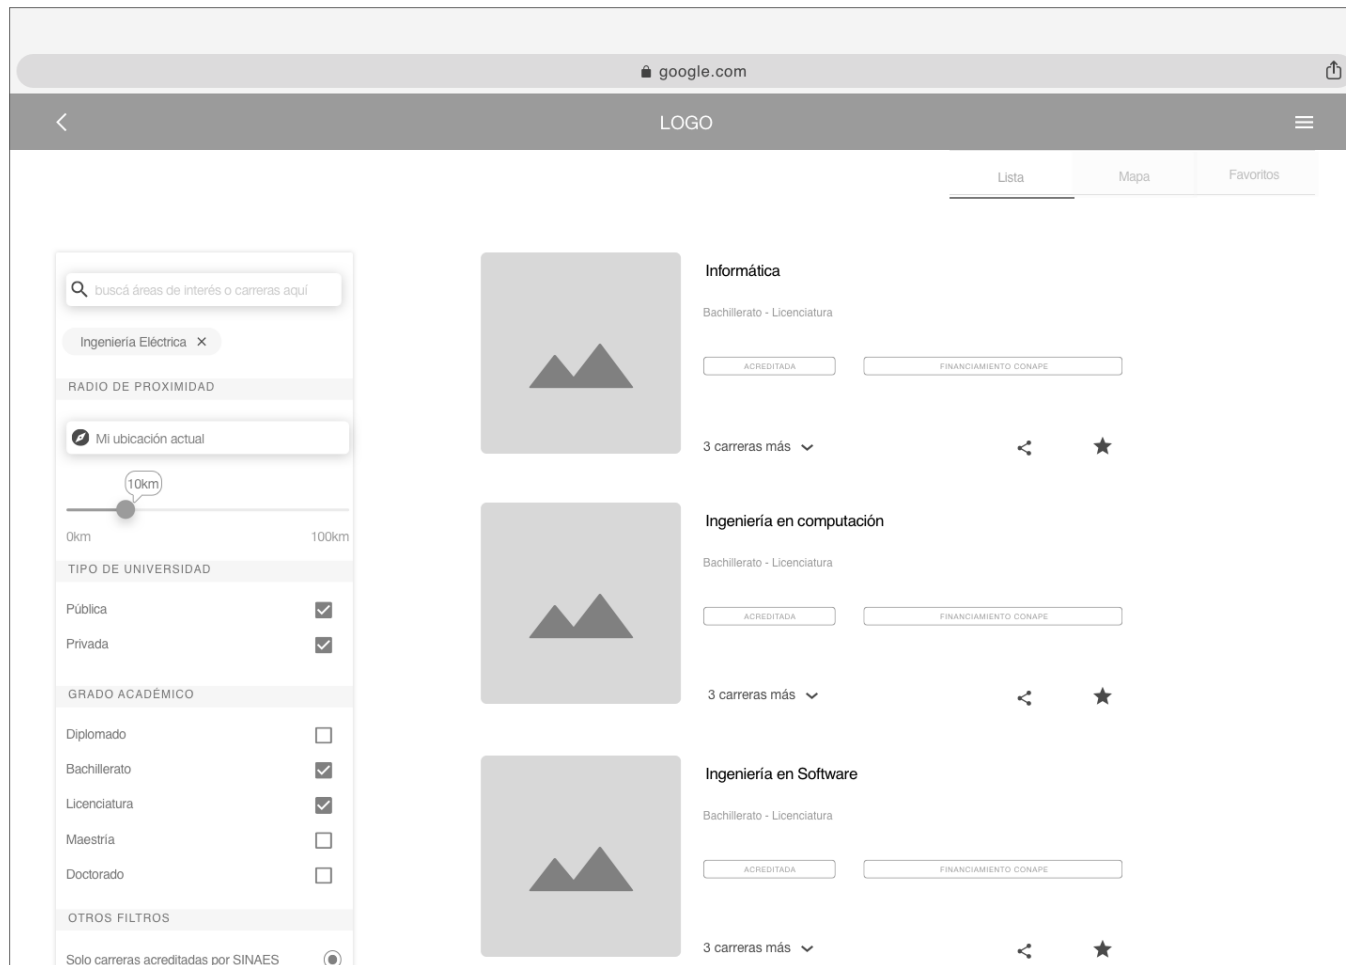 google.com
LOGO
Lista
Mapa
Favoritos
buscá áreas de interés o carreras aquí
Ingeniería Eléctrica
RADIO DE PROXIMIDAD
Mi ubicación actual
10km
0km 100km
TIPO DE UNIVERSIDAD
Pública
Privada
GRADO ACADÉMICO
Diplomado
Bachillerato
Licenciatura
Maestría
Doctorado
OTROS FILTROS
Solo carreras acreditadas por SINAES
Informática
Bachillerato - Licenciatura
ACREDITADA FINANCIAMIENTO CONAPE
3 carreras más
Ingeniería en computación
Bachillerato - Licenciatura
ACREDITADA FINANCIAMIENTO CONAPE
3 carreras más
Ingeniería en Software
Bachillerato - Licenciatura
ACREDITADA FINANCIAMIENTO CONAPE
3 carreras más